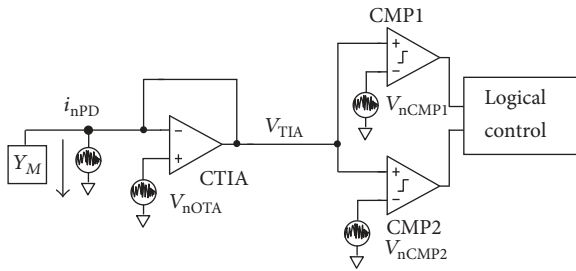 CMP1
+
−
i_nPD
V_nCMP1
Logical
control
V_TIA
−
+
CTIA
Y_M
V_nOTA
+
−
CMP2
V_nCMP2